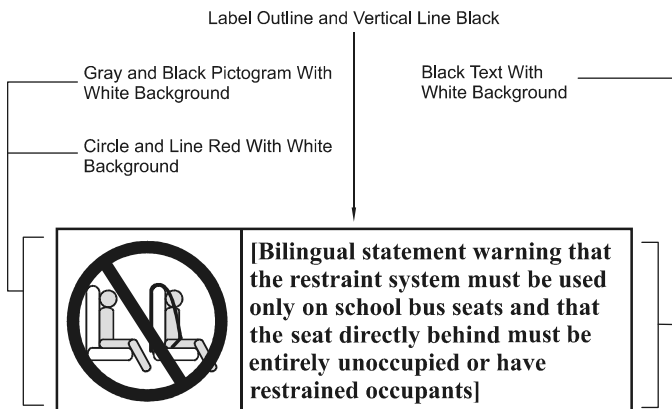 Label Outline and Vertical Line Black
Gray and Black Pictogram With
White Background
Black Text With
White Background
Circle and Line Red With White
Background
[Bilingual statement warning that
the restraint system must be used
only on school bus seats and that
the seat directly behind must be
entirely unoccupied or have
restrained occupants]